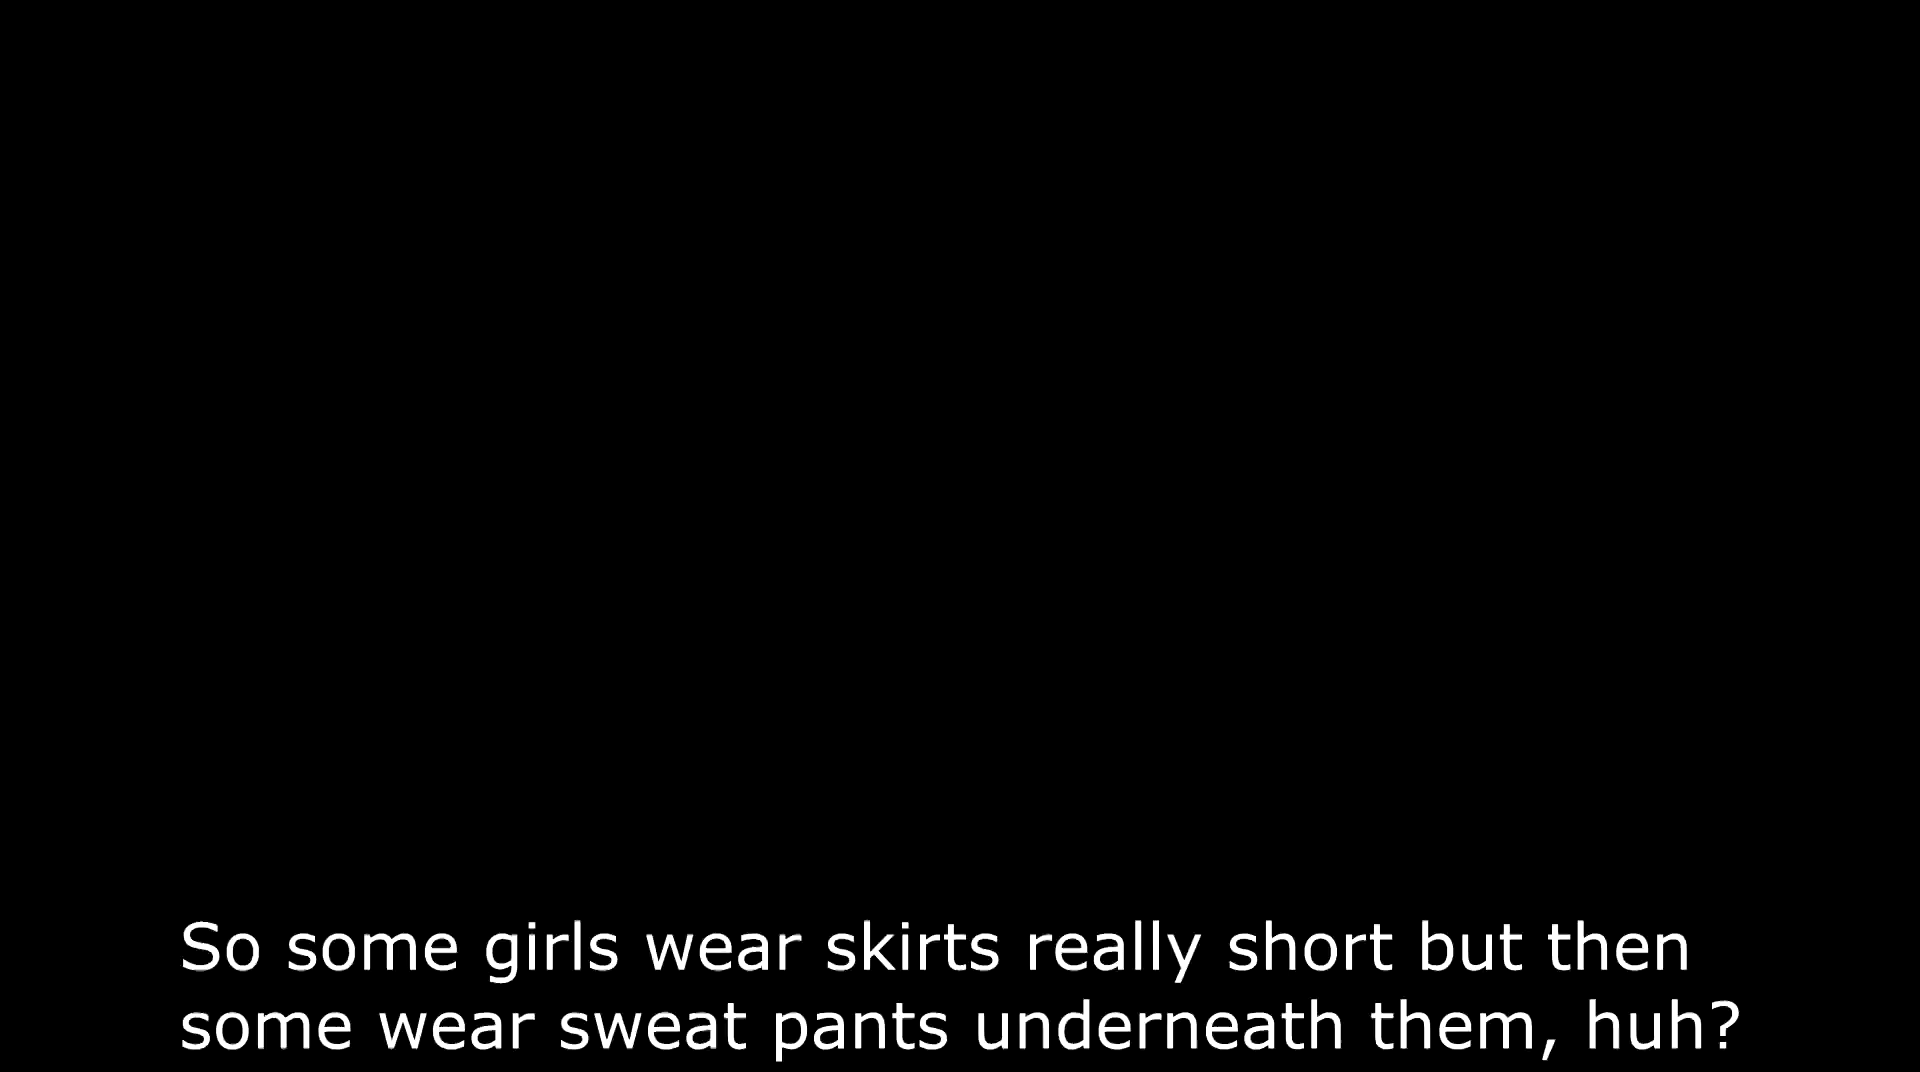 So some girls wear skirts really short but then
some wear sweat pants underneath them, huh?